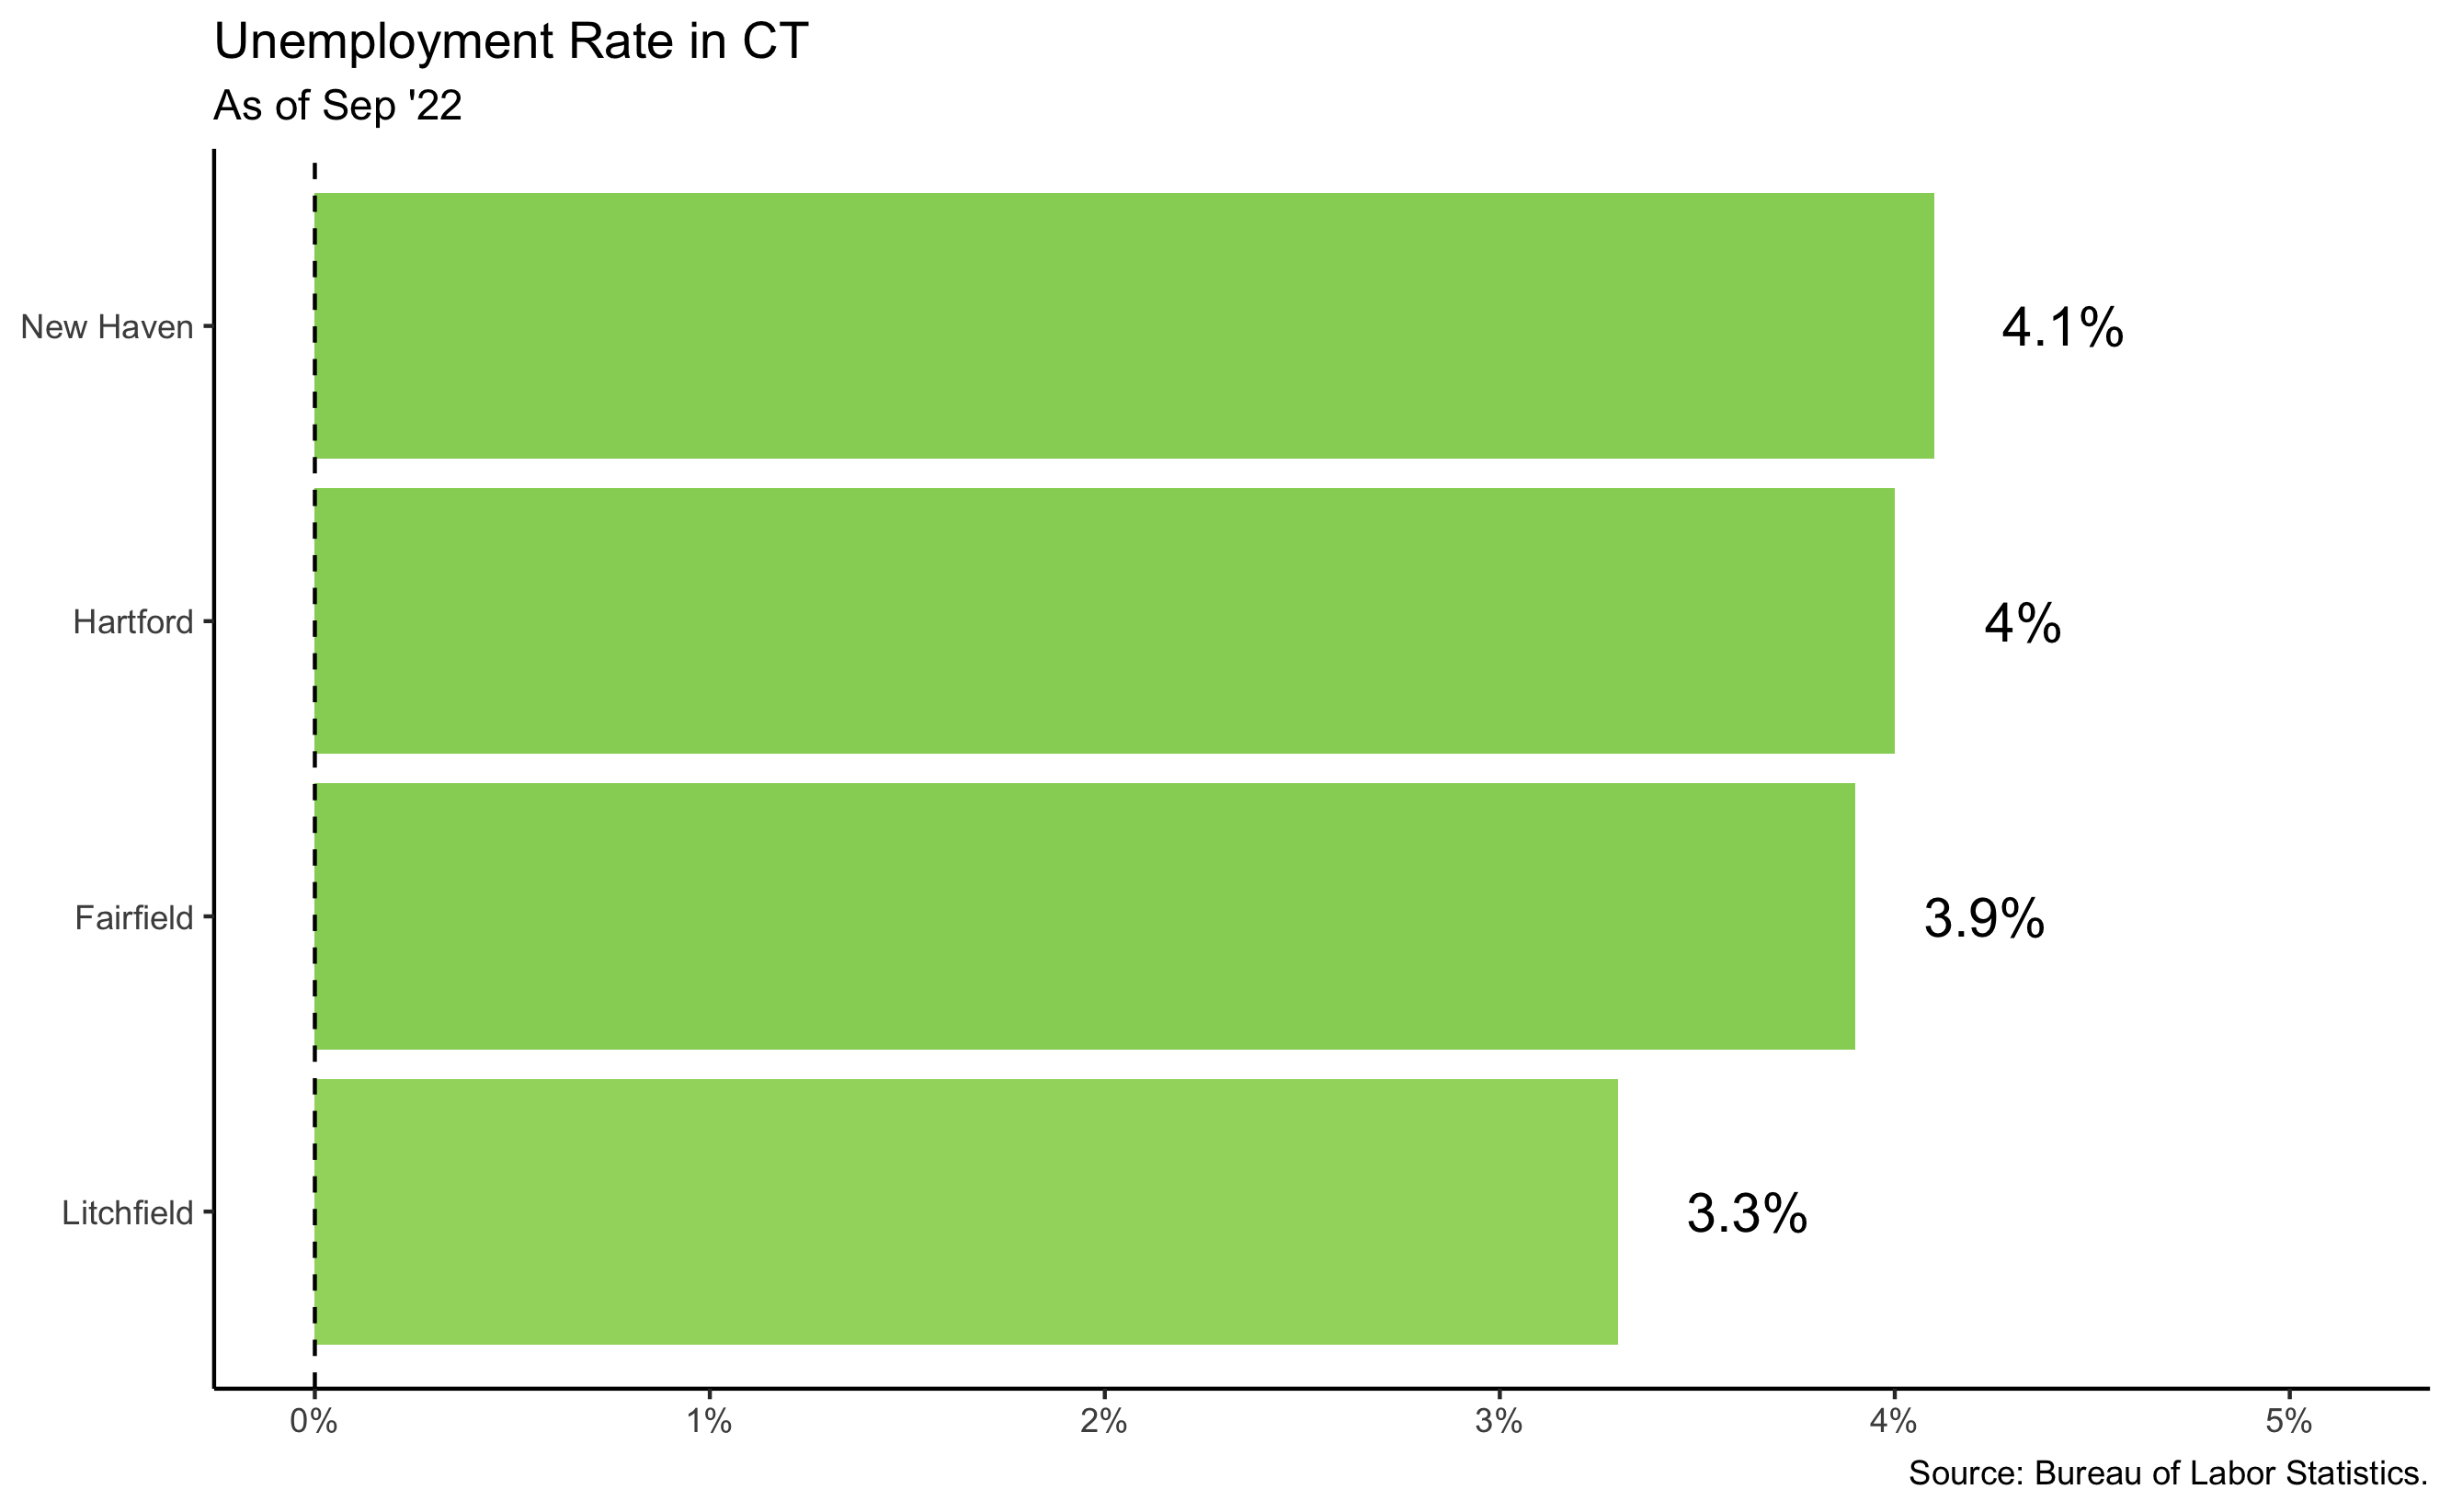 Unemployment Rate in CT
As of Sep '22
New Haven
4.1%
Hartford
4%
Fairfield
3.9%
Litchfield
3.3%
0% 1% 2% 3% 4% 5%
Source: Bureau of Labor Statistics.